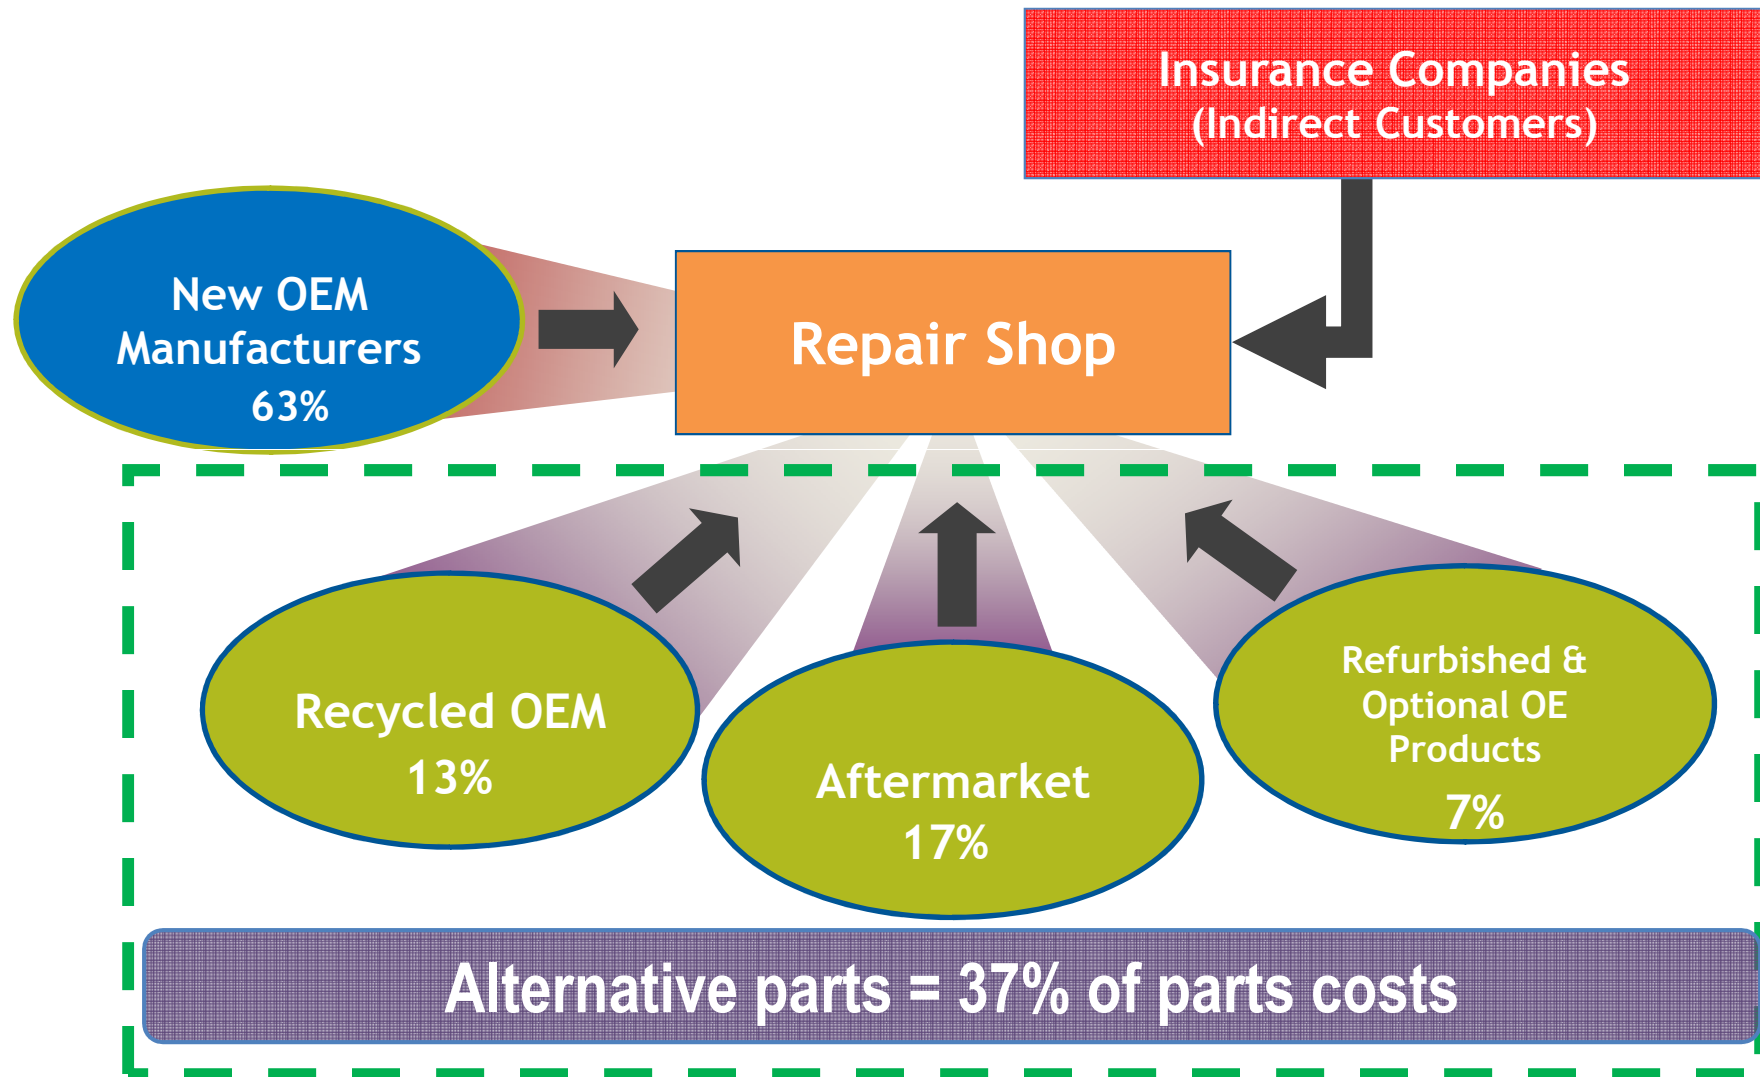 Insurance Companies
(Indirect Customers)
New OEM
Manufacturers
63%
Repair Shop
Recycled OEM
13%
Aftermarket
17%
Refurbished &
Optional OE
Products
7%
Alternative parts = 37% of parts costs